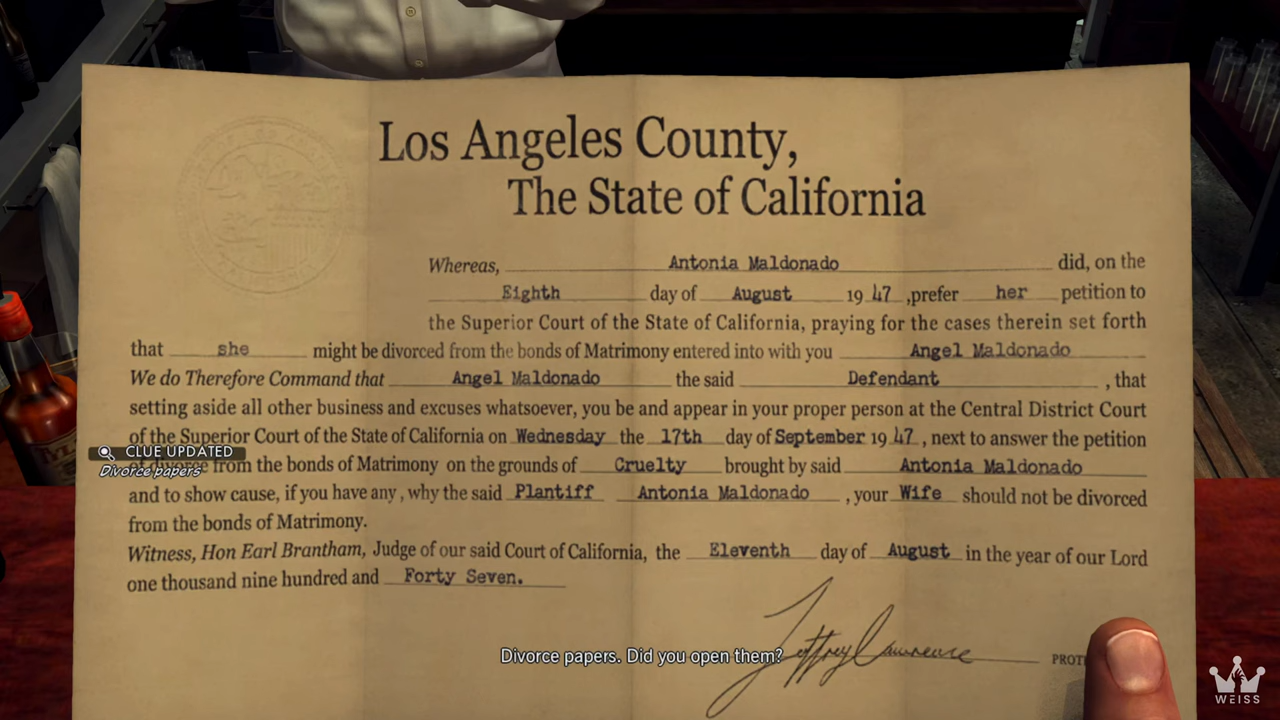 Los Angeles County,
The State of California
Whereas, Antonia Maldonado did, on the
Eighth day of August 19 47 ,prefer her petition to
the Superior Court of the State of California, praying for the cases therein set forth
that she might be divorced from the bonds of Matrimony entered into with you Angel Maldonado
We do Therefore Command that Angel Maldonado the said Defendant , that
setting aside all other business and excuses whatsoever, you be and appear in your proper person at the Central District Court
of the Superior Court of the State of California on Wednesday the 17th day of September 19 47 , next to answer the petition
CLUE UPDATED
Divorce papers
of divorce from the bonds of Matrimony on the grounds of Cruelty brought by said Antonia Maldonado
and to show cause, if you have any , why the said Plantiff Antonia Maldonado , your Wife should not be divorced
from the bonds of Matrimony.
Witness, Hon Earl Brantham, Judge of our said Court of California, the Eleventh day of August in the year of our Lord
one thousand nine hundred and Forty Seven.
Jeffrey Lawrence
Divorce papers. Did you open them?
WEISS